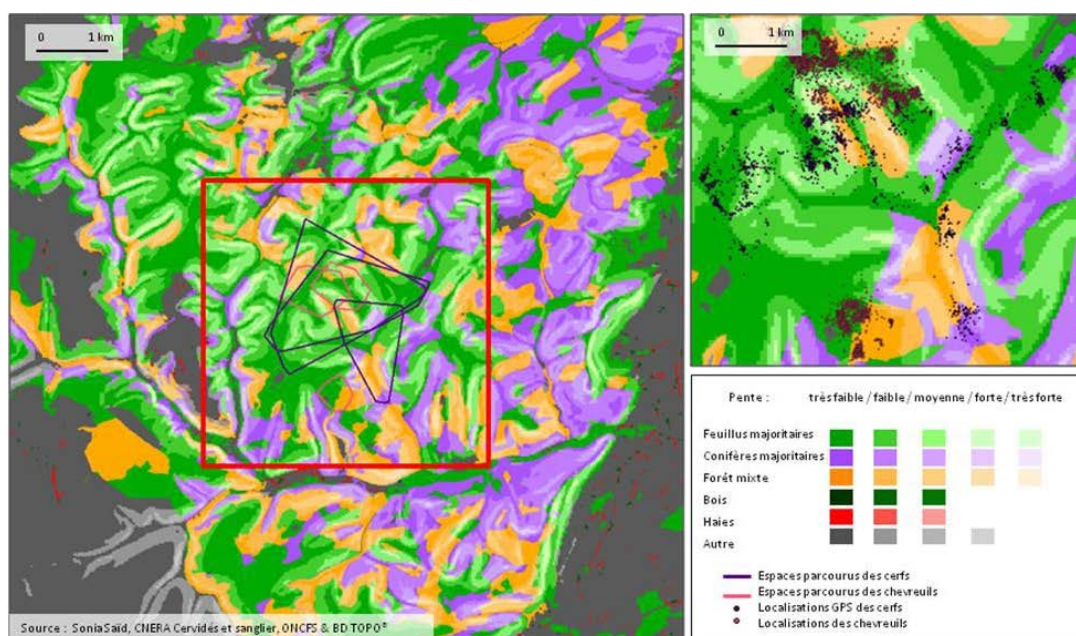 0 1 km
0 1 km
Source : Sonia Saïd, CNERA Cervidés et sanglier, ONCFS & BD TOPO®
Pente : très faible / faible / moyenne / forte / très forte
Feuillus majoritaires
Conifères majoritaires
Forêt mixte
Bois
Haies
Autre
Espaces parcourus des cerfs
Espaces parcourus des chevreuils
Localisations GPS des cerfs
Localisations des chevreuils